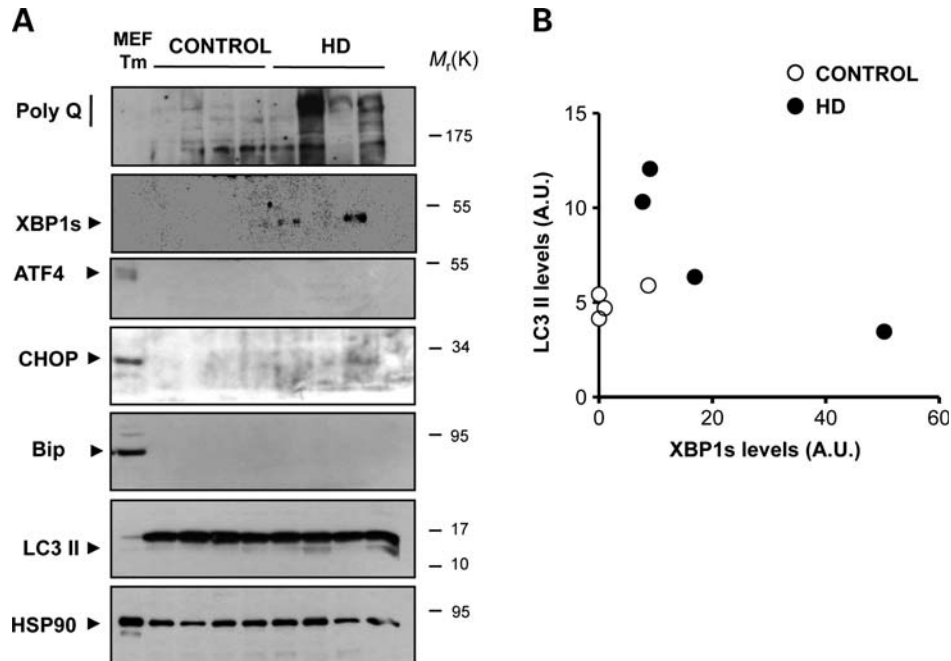 A
MEF
Tm
CONTROL
HD
Mr(K)
Poly Q
175
XBP1s
55
ATF4
55
CHOP
34
Bip
95
LC3 II
17
10
HSP90
95
B
CONTROL
HD
15
10
5
0
0 20 40 60
LC3 II levels (A.U.)
XBP1s levels (A.U.)